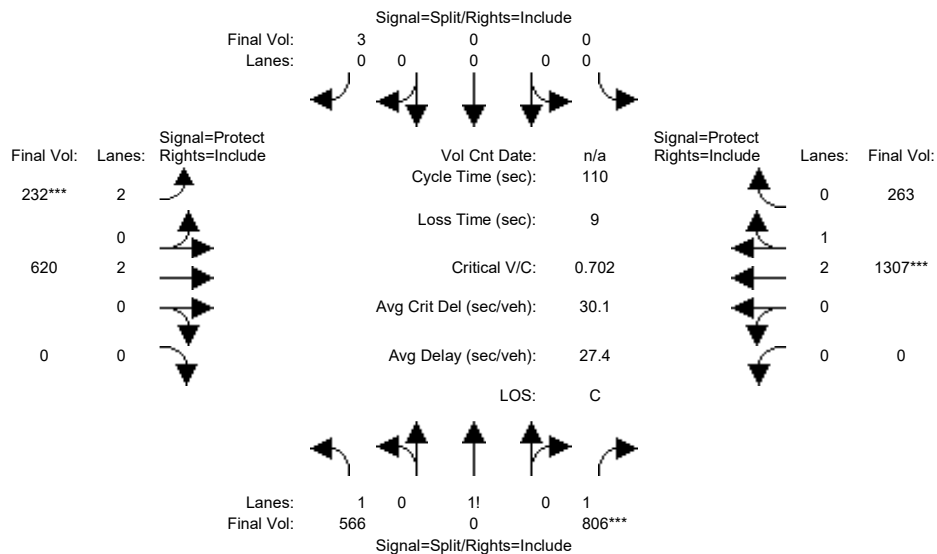 Signal=Split/Rights=Include
Final Vol: 3 0 0
Lanes: 0 0 0 0 0
Signal=Protect
Final Vol: Lanes: Rights=Include
Vol Cnt Date: n/a
Signal=Protect
Rights=Include Lanes: Final Vol:
Cycle Time (sec): 110
232*** 2
0 263
Loss Time (sec): 9
0
1
620 2
Critical V/C: 0.702
2 1307***
0
Avg Crit Del (sec/veh): 30.1
0
0 0
Avg Delay (sec/veh): 27.4
0 0
LOS: C
Lanes: 1 0 1! 0 1
Final Vol: 566 0 806***
Signal=Split/Rights=Include